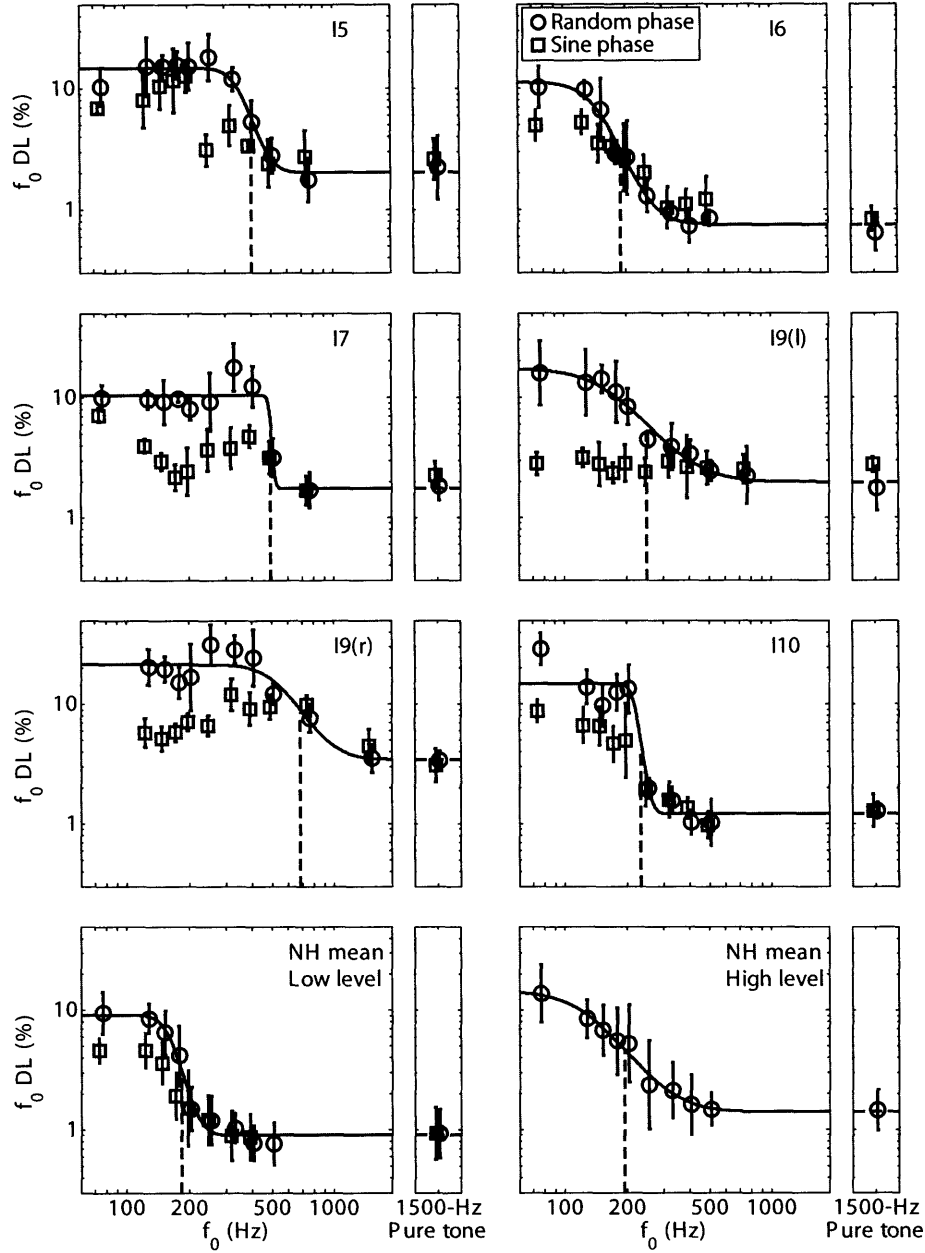 I5
I6
Random phase
Sine phase
f0 DL (%)
10
1
I7
I9(l)
f0 DL (%)
10
1
I9(r)
I10
f0 DL (%)
10
1
NH mean
Low level
NH mean
High level
f0 DL (%)
10
1
100 200 400 1000 1500-Hz 100 200 400 1000 1500-Hz
f0 (Hz) Pure tone f0 (Hz) Pure tone